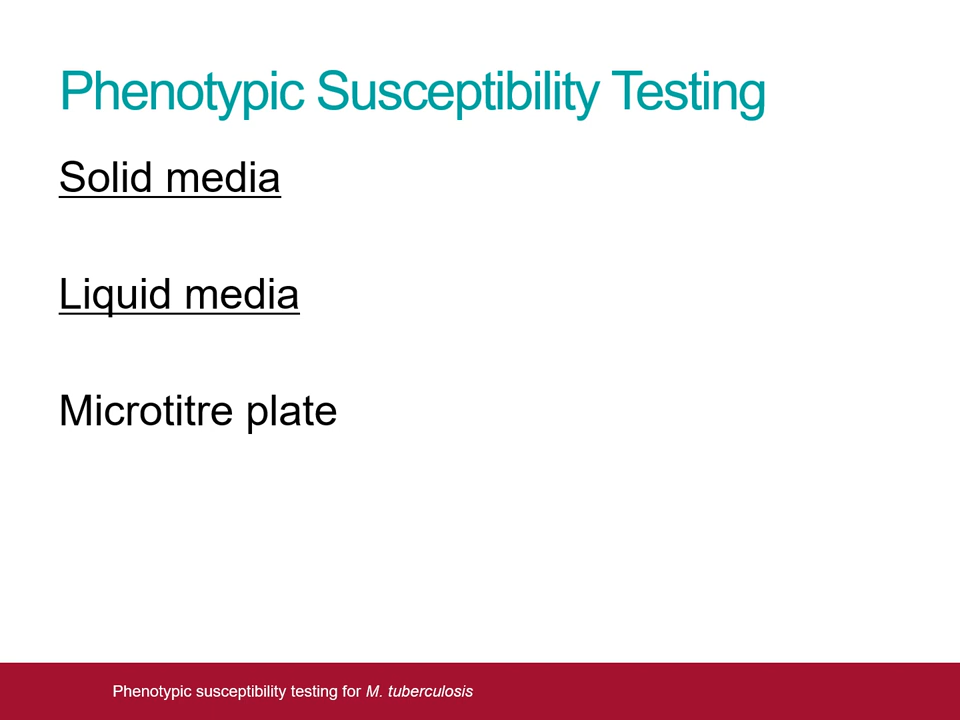 Phenotypic Susceptibility Testing
Solid media
Liquid media
Microtitre plate
Phenotypic susceptibility testing for M. tuberculosis